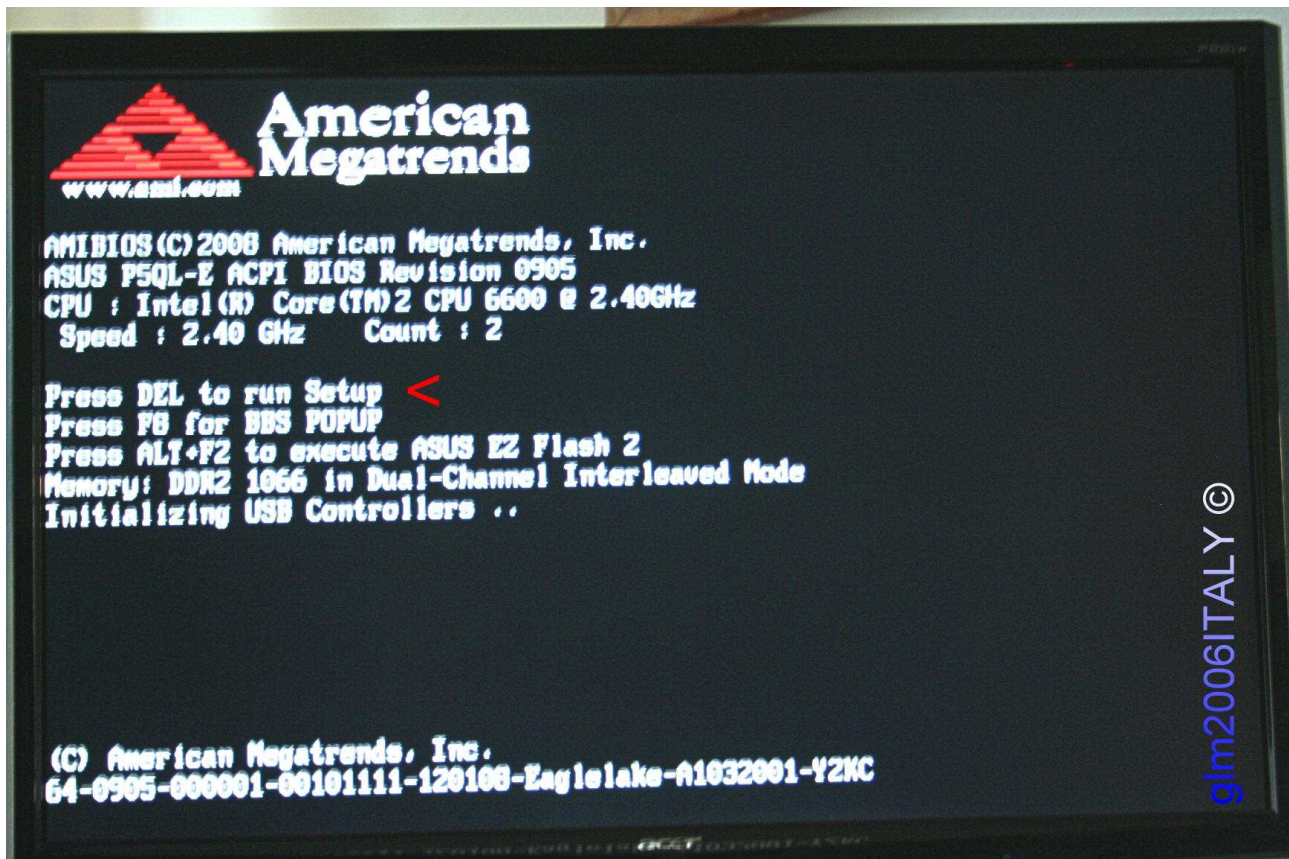 American
Megatrends
www.ami.com
AMIBIOS(C)2008 American Megatrends, Inc.
ASUS P5QL-E ACPI BIOS Revision 0905
CPU : Intel(R) Core(TM)2 CPU 6600 @ 2.40GHz
Speed : 2.40 GHz Count : 2
Press DEL to run Setup <
Press F8 for BBS POPUP
Press ALT+F2 to execute ASUS EZ Flash 2
Memory: DDR2 1066 in Dual-Channel Interleaved Mode
Initializing USB Controllers ..
(C) American Megatrends, Inc.
64-0905-000001-00101111-120108-Eaglelake-A1032001-Y2KC
acer
glm2006ITALY ©